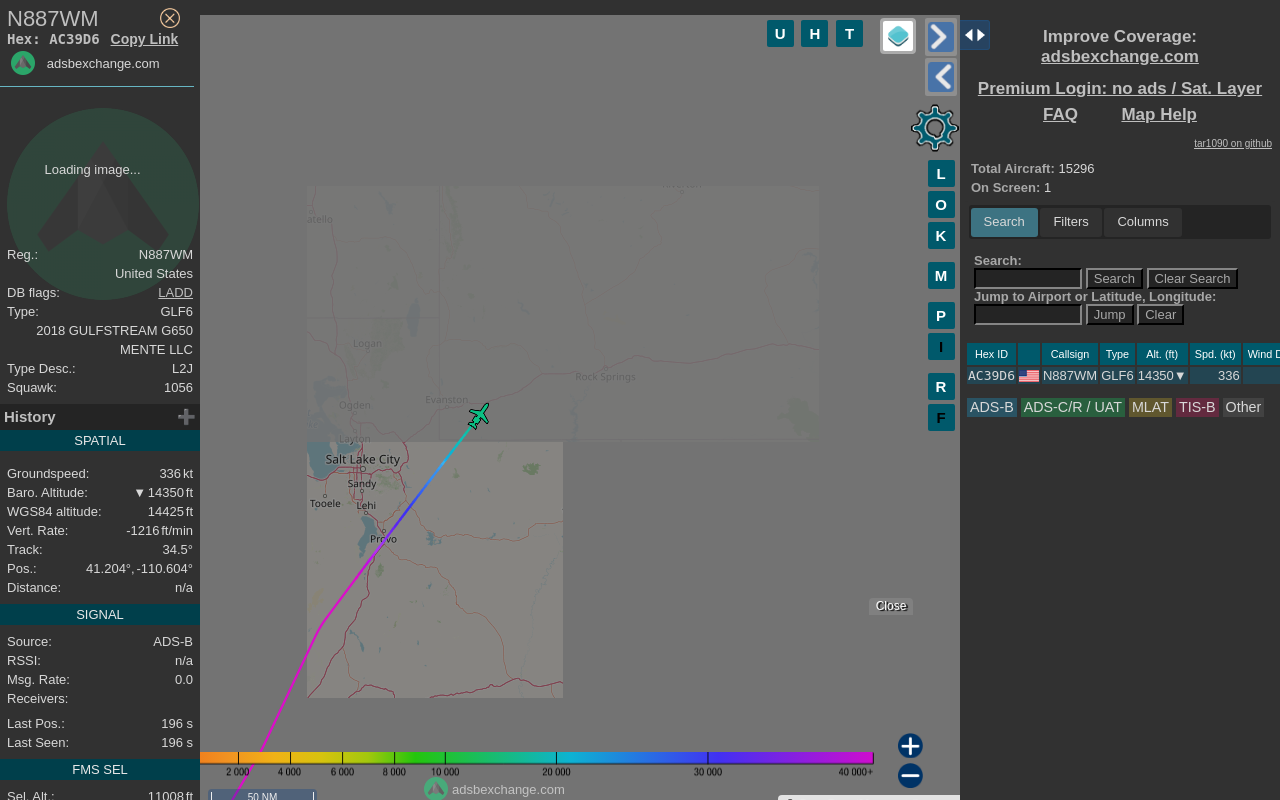 N887WM
Hex: AC39D6 Copy Link
adsbexchange.com
Loading image...
Reg.: N887WM
United States
DB flags: LADD
Type: GLF6
2018 GULFSTREAM G650
MENTE LLC
Type Desc.: L2J
Squawk: 1056
History
SPATIAL
Groundspeed: 336 kt
Baro. Altitude: ▼ 14350 ft
WGS84 altitude: 14425 ft
Vert. Rate: -1216 ft/min
Track: 34.5°
Pos.: 41.204°, -110.604°
Distance: n/a
SIGNAL
Source: ADS-B
RSSI: n/a
Msg. Rate: 0.0
Receivers:
Last Pos.: 196 s
Last Seen: 196 s
FMS SEL
Sel. Alt.: 11008 ft
U H T
L
O
K
M
P
I
R
F
atello
Logan
Rock Springs
Evanston
Ogden
Layton
Salt Lake City
Sandy
Tooele
Lehi
Provo
Close
2 000 4 000 6 000 8 000 10 000 20 000 30 000 40 000+
adsbexchange.com
50 NM
Improve Coverage:
adsbexchange.com
Premium Login: no ads / Sat. Layer
FAQ Map Help
tar1090 on github
Total Aircraft: 15296
On Screen: 1
Search Filters Columns
Search:
Search Clear Search
Jump to Airport or Latitude, Longitude:
Jump Clear
Hex ID Callsign Type Alt. (ft) Spd. (kt) Wind D
AC39D6 N887WM GLF6 14350▼ 336
ADS-B ADS-C/R / UAT MLAT TIS-B Other